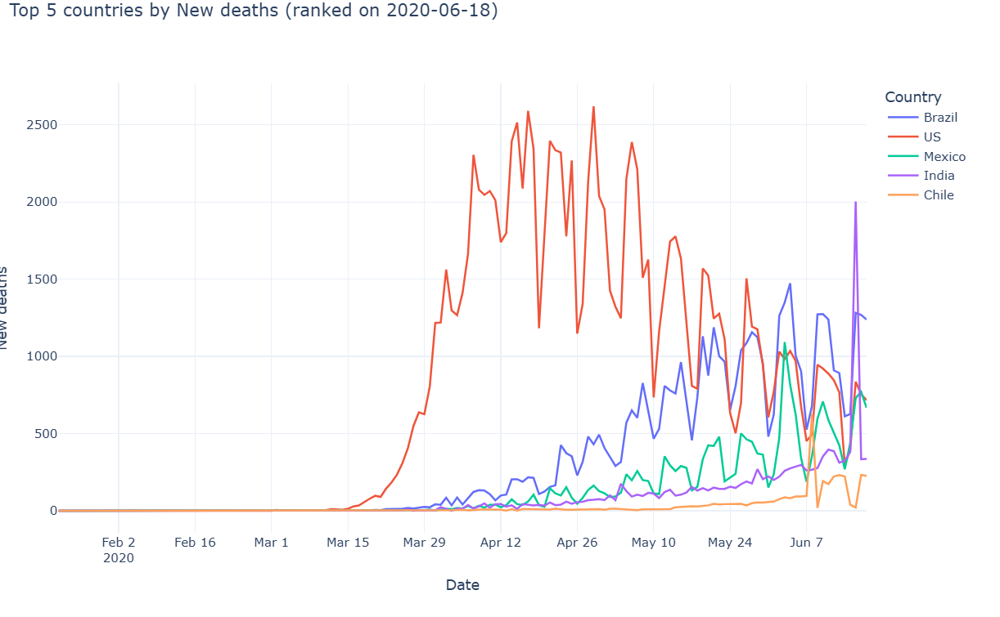 Top 5 countries by New deaths (ranked on 2020-06-18)
Country
Brazil
US
Mexico
India
Chile
New deaths
2500
2000
1500
1000
500
0
Feb 2
2020
Feb 16
Mar 1
Mar 15
Mar 29
Apr 12
Apr 26
May 10
May 24
Jun 7
Date